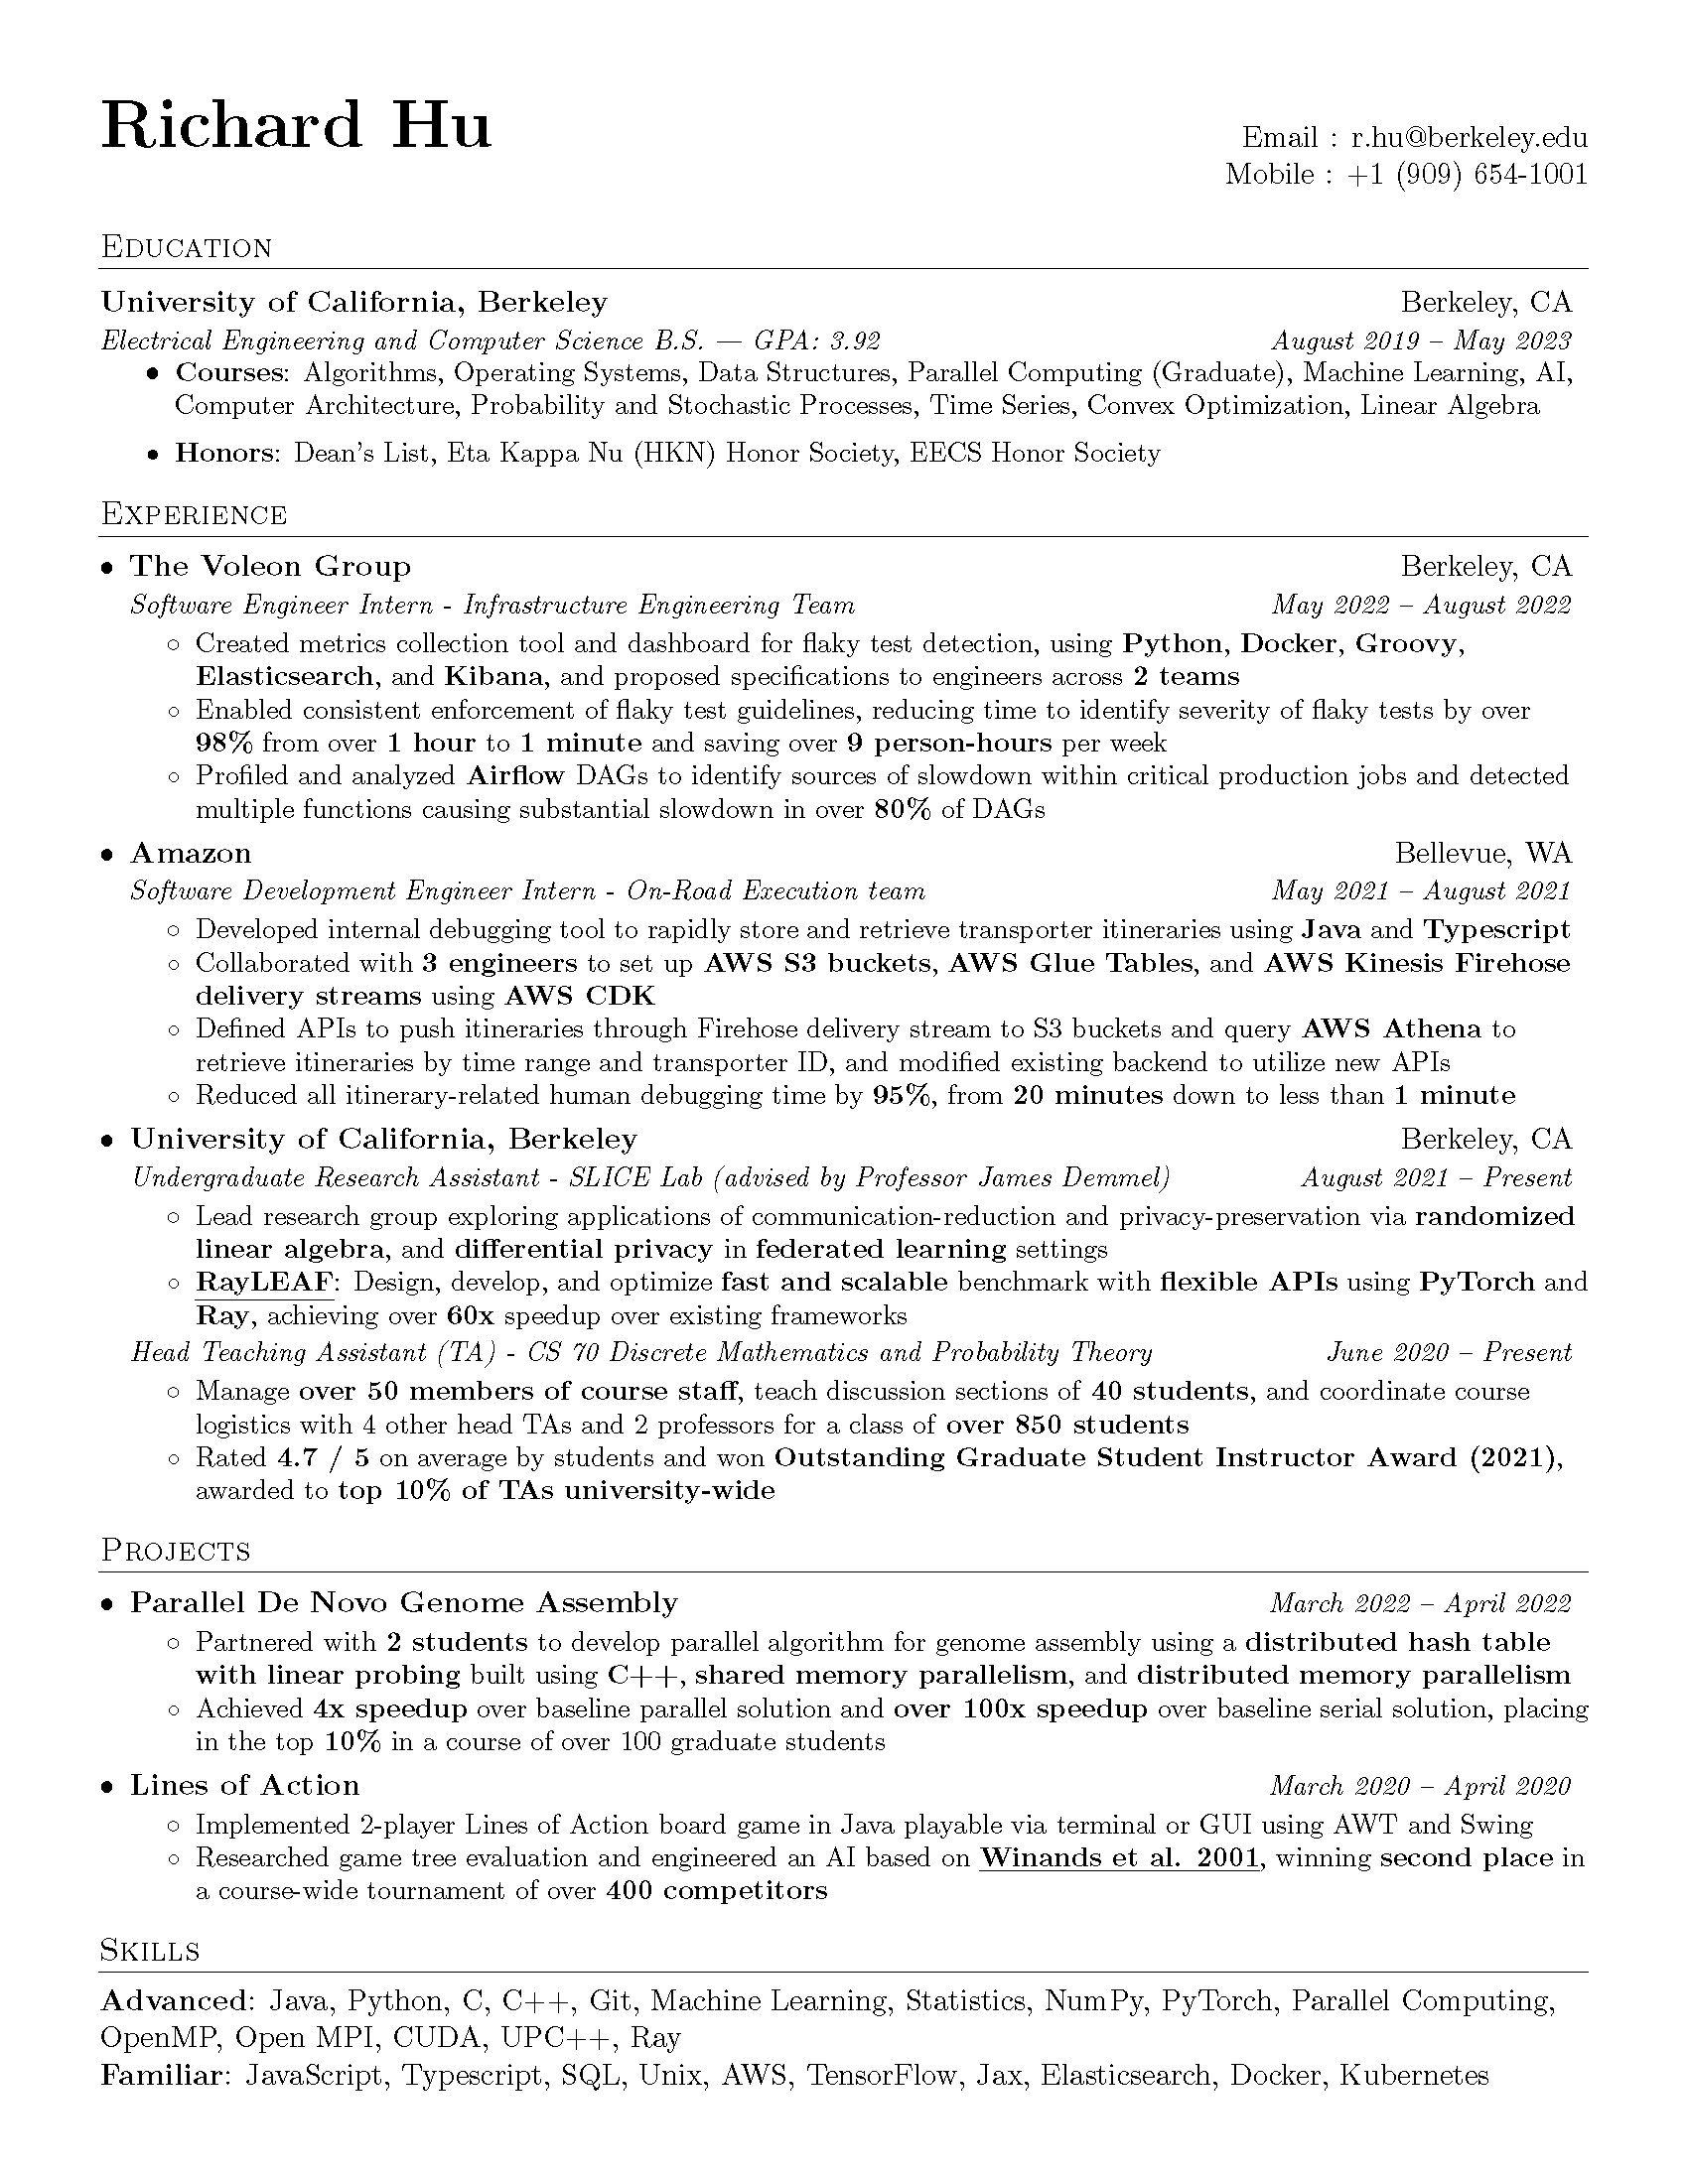 Richard Hu
Email : r.hu@berkeley.edu
Mobile : +1 (909) 654-1001
Education
University of California, Berkeley Berkeley, CA
Electrical Engineering and Computer Science B.S. — GPA: 3.92 August 2019 – May 2023
• Courses: Algorithms, Operating Systems, Data Structures, Parallel Computing (Graduate), Machine Learning, AI,
Computer Architecture, Probability and Stochastic Processes, Time Series, Convex Optimization, Linear Algebra
• Honors: Dean's List, Eta Kappa Nu (HKN) Honor Society, EECS Honor Society
Experience
• The Voleon Group Berkeley, CA
Software Engineer Intern - Infrastructure Engineering Team May 2022 – August 2022
◦ Created metrics collection tool and dashboard for flaky test detection, using Python, Docker, Groovy,
Elasticsearch, and Kibana, and proposed specifications to engineers across 2 teams
◦ Enabled consistent enforcement of flaky test guidelines, reducing time to identify severity of flaky tests by over
98% from over 1 hour to 1 minute and saving over 9 person-hours per week
◦ Profiled and analyzed Airflow DAGs to identify sources of slowdown within critical production jobs and detected
multiple functions causing substantial slowdown in over 80% of DAGs
• Amazon Bellevue, WA
Software Development Engineer Intern - On-Road Execution team May 2021 – August 2021
◦ Developed internal debugging tool to rapidly store and retrieve transporter itineraries using Java and Typescript
◦ Collaborated with 3 engineers to set up AWS S3 buckets, AWS Glue Tables, and AWS Kinesis Firehose
delivery streams using AWS CDK
◦ Defined APIs to push itineraries through Firehose delivery stream to S3 buckets and query AWS Athena to
retrieve itineraries by time range and transporter ID, and modified existing backend to utilize new APIs
◦ Reduced all itinerary-related human debugging time by 95%, from 20 minutes down to less than 1 minute
• University of California, Berkeley Berkeley, CA
Undergraduate Research Assistant - SLICE Lab (advised by Professor James Demmel) August 2021 – Present
◦ Lead research group exploring applications of communication-reduction and privacy-preservation via randomized
linear algebra, and differential privacy in federated learning settings
◦ RayLEAF: Design, develop, and optimize fast and scalable benchmark with flexible APIs using PyTorch and
Ray, achieving over 60x speedup over existing frameworks
Head Teaching Assistant (TA) - CS 70 Discrete Mathematics and Probability Theory June 2020 – Present
◦ Manage over 50 members of course staff, teach discussion sections of 40 students, and coordinate course
logistics with 4 other head TAs and 2 professors for a class of over 850 students
◦ Rated 4.7 / 5 on average by students and won Outstanding Graduate Student Instructor Award (2021),
awarded to top 10% of TAs university-wide
Projects
• Parallel De Novo Genome Assembly March 2022 – April 2022
◦ Partnered with 2 students to develop parallel algorithm for genome assembly using a distributed hash table
with linear probing built using C++, shared memory parallelism, and distributed memory parallelism
◦ Achieved 4x speedup over baseline parallel solution and over 100x speedup over baseline serial solution, placing
in the top 10% in a course of over 100 graduate students
• Lines of Action March 2020 – April 2020
◦ Implemented 2-player Lines of Action board game in Java playable via terminal or GUI using AWT and Swing
◦ Researched game tree evaluation and engineered an AI based on Winands et al. 2001, winning second place in
a course-wide tournament of over 400 competitors
Skills
Advanced: Java, Python, C, C++, Git, Machine Learning, Statistics, NumPy, PyTorch, Parallel Computing,
OpenMP, Open MPI, CUDA, UPC++, Ray
Familiar: JavaScript, Typescript, SQL, Unix, AWS, TensorFlow, Jax, Elasticsearch, Docker, Kubernetes